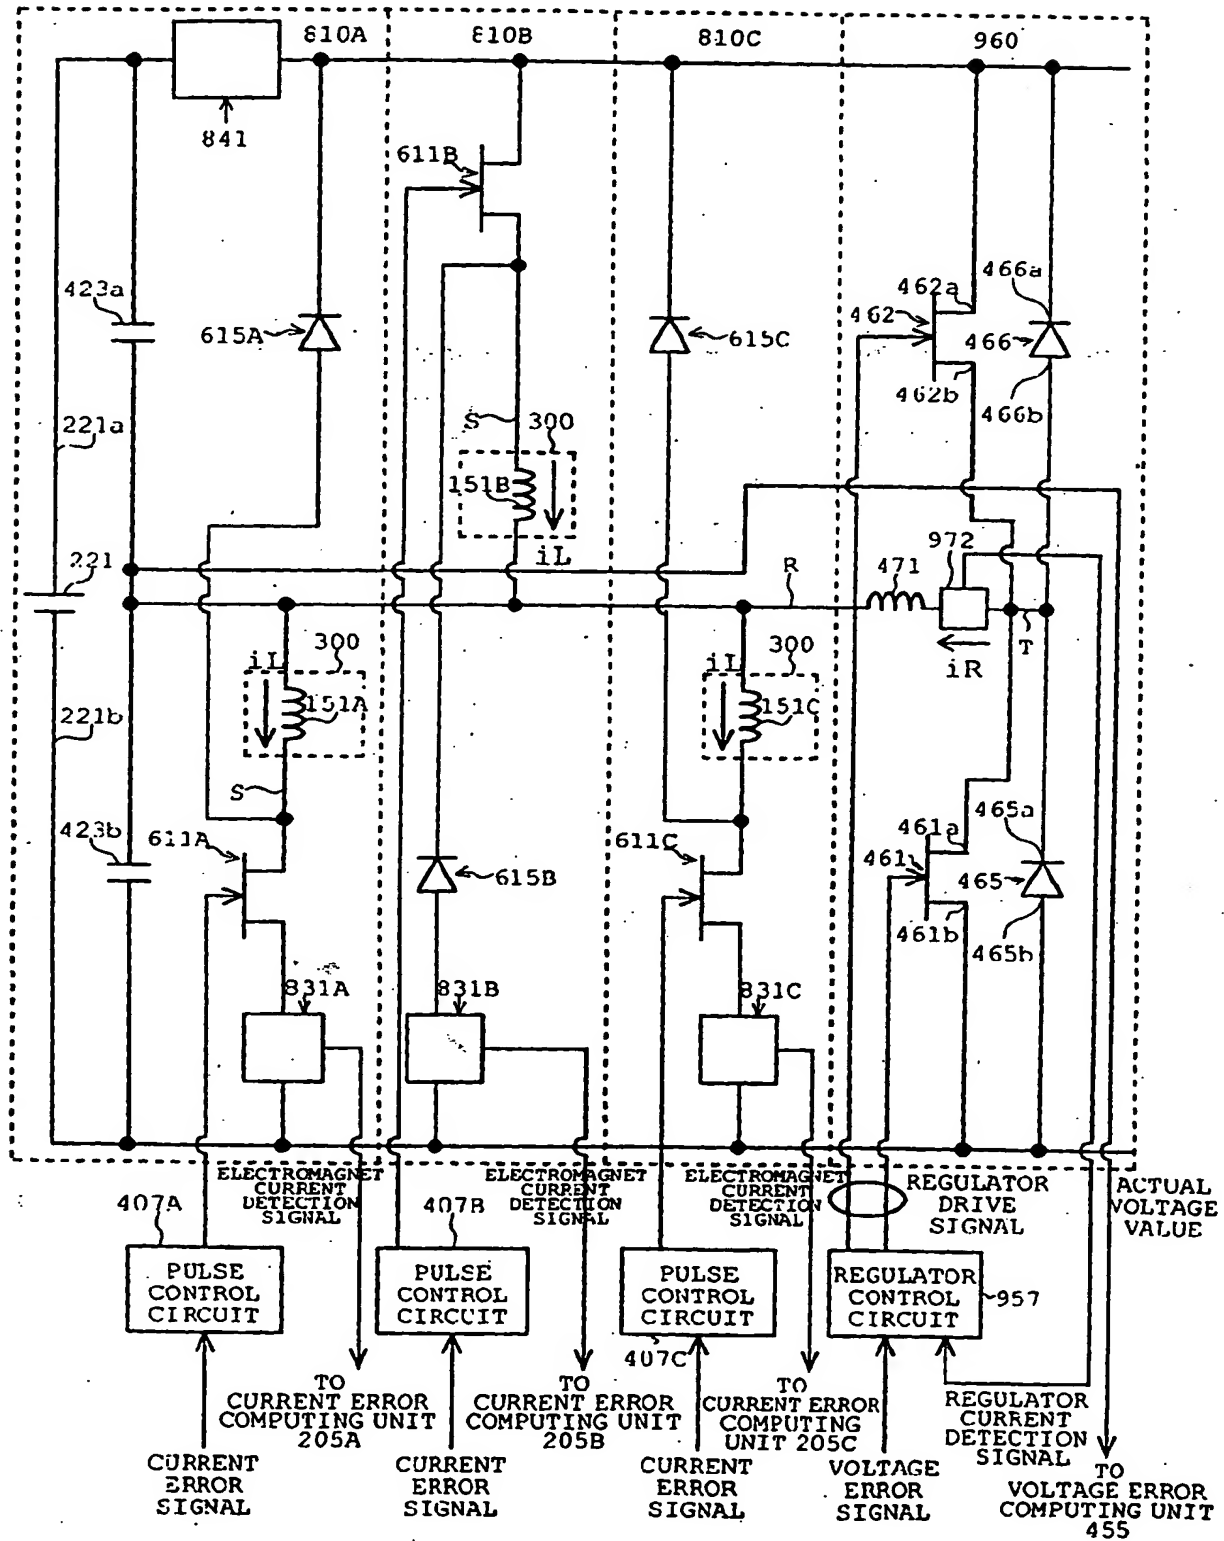 810A
810B
810C
960
841
611B
423a
615A
615C
462a
466a
462
466
462b
466b
221a
S
300
151B
iL
221
R
471
972
T
iR
300
iL
151A
iL
300
151C
221b
S
423b
611A
611C
461a
465a
461
465
615B
461b
465b
831A
831B
831C
ELECTROMAGNET
CURRENT
DETECTION
SIGNAL
ELECTROMAGNET
CURRENT
DETECTION
SIGNAL
ELECTROMAGNET
CURRENT
DETECTION
SIGNAL
REGULATOR
DRIVE
SIGNAL
ACTUAL
VOLTAGE
VALUE
407A
407B
PULSE
CONTROL
CIRCUIT
PULSE
CONTROL
CIRCUIT
PULSE
CONTROL
CIRCUIT
REGULATOR
CONTROL
CIRCUIT
957
407C
TO
CURRENT ERROR
COMPUTING UNIT
205A
TO
CURRENT ERROR
COMPUTING UNIT
205B
TO
CURRENT ERROR
COMPUTING
UNIT 205C
REGULATOR
CURRENT
DETECTION
SIGNAL
CURRENT
ERROR
SIGNAL
CURRENT
ERROR
SIGNAL
CURRENT
ERROR
SIGNAL
VOLTAGE
ERROR
SIGNAL
TO
VOLTAGE ERROR
COMPUTING UNIT
455